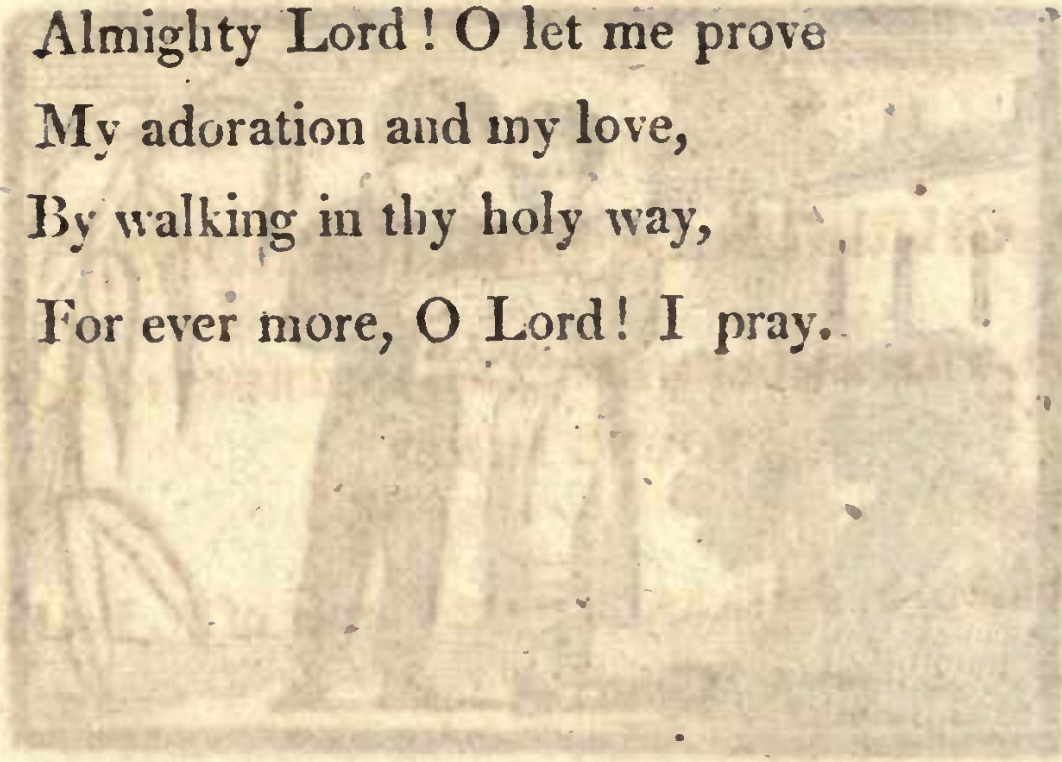 Almighty Lord! O let me prove
My adoration and my love,
By walking in thy holy way,
For ever more, O Lord! I pray.